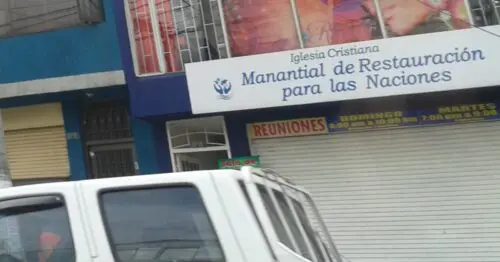 Iglesia Cristiana
Manantial de Restauración
para las Naciones
REUNIONES
DOMINGO
MARTES